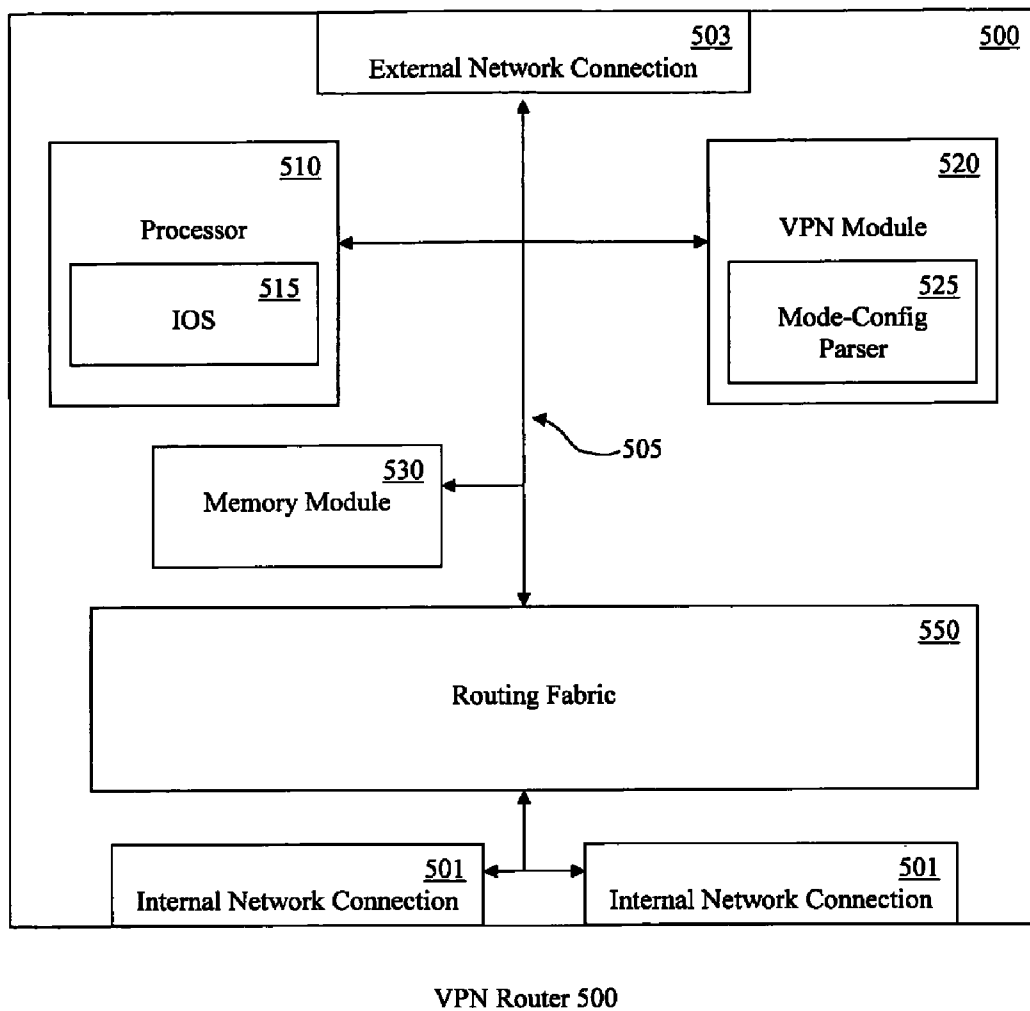 503
External Network Connection
500
510
Processor
515
IOS
520
VPN Module
525
Mode-Config
Parser
505
530
Memory Module
550
Routing Fabric
501
Internal Network Connection
501
Internal Network Connection
VPN Router 500